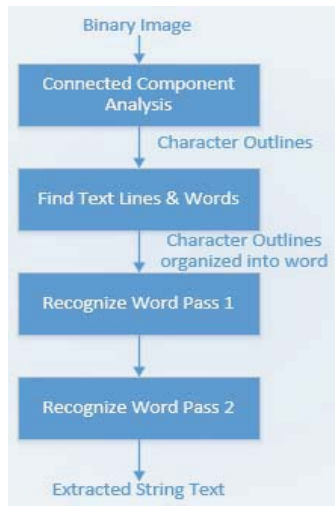 Binary Image
Connected Component
Analysis
Character Outlines
Find Text Lines & Words
Character Outlines
organized into word
Recognize Word Pass 1
Recognize Word Pass 2
Extracted String Text